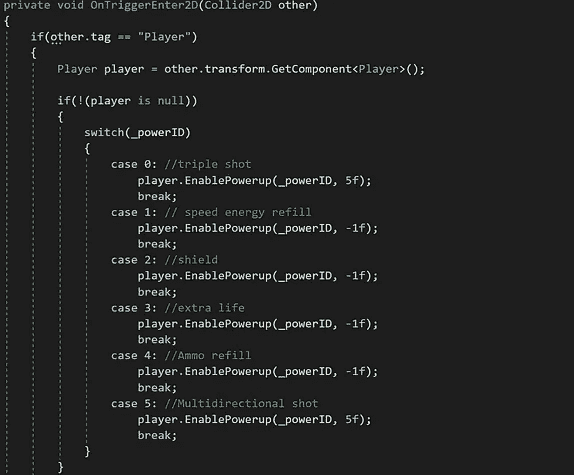 private void OnTriggerEnter2D(Collider2D other)
{
if(other.tag == "Player")
{
Player player = other.transform.GetComponent<Player>();
if(!(player is null))
{
switch(_powerID)
{
case 0: //triple shot
player.EnablePowerup(_powerID, 5f);
break;
case 1: // speed energy refill
player.EnablePowerup(_powerID, -1f);
break;
case 2: //shield
player.EnablePowerup(_powerID, -1f);
break;
case 3: //extra life
player.EnablePowerup(_powerID, -1f);
break;
case 4: //Ammo refill
player.EnablePowerup(_powerID, -1f);
break;
case 5: //Multidirectional shot
player.EnablePowerup(_powerID, 5f);
break;
}
}